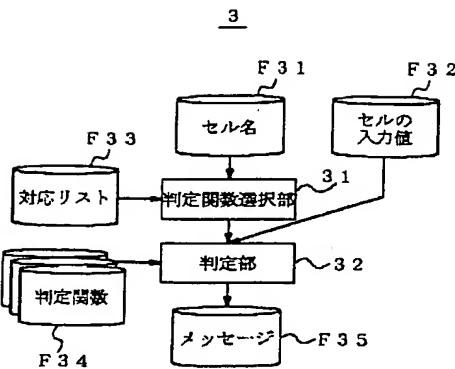 3
F31
F32
セル名
セルの
入力値
F33
31
対応リスト
判定関数選択部
判定部
32
判定関数
F34
メッセージ
F35